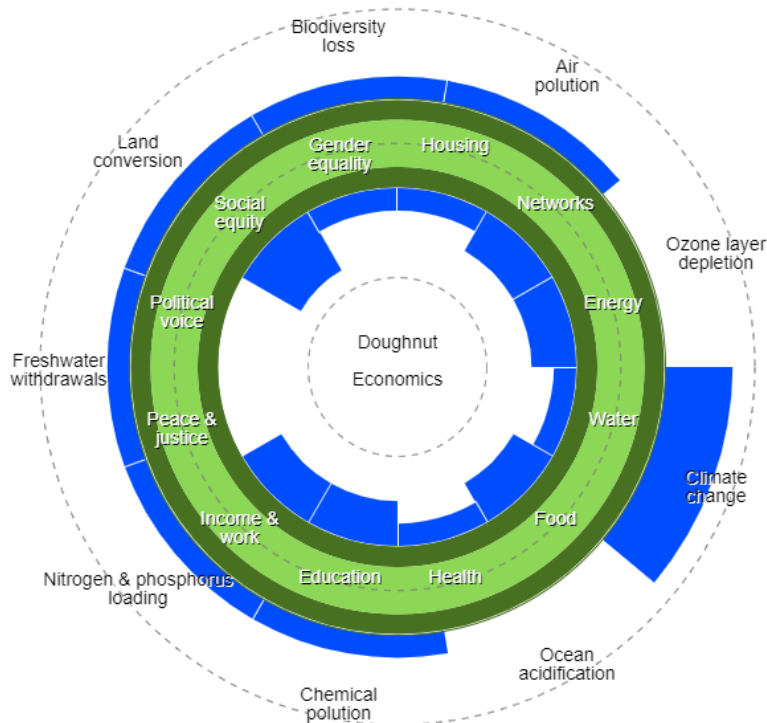 Biodiversity
loss
Air
polution
Land
conversion
Gender
equality
Housing
Social
equity
Networks
Ozone layer
depletion
Political
voice
Energy
Doughnut
Economics
Freshwater
withdrawals
Peace &
justice
Water
Climate
change
Income &
work
Food
Education
Health
Nitrogen & phosphorus
loading
Ocean
acidification
Chemical
polution